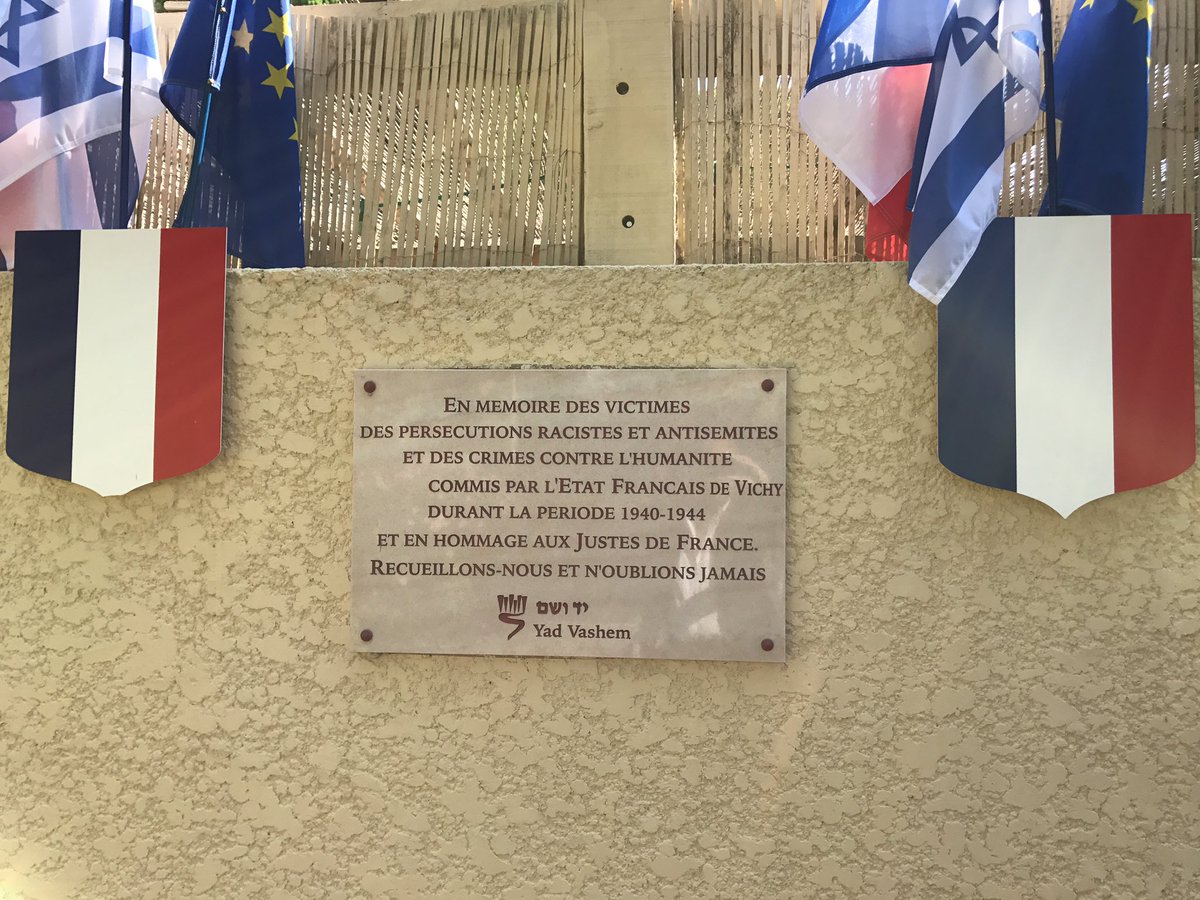 EN MEMOIRE DES VICTIMES
DES PERSECUTIONS RACISTES ET ANTISEMITES
ET DES CRIMES CONTRE L'HUMANITE
COMMIS PAR L'ETAT FRANCAIS DE VICHY
DURANT LA PERIODE 1940-1944
ET EN HOMMAGE AUX JUSTES DE FRANCE.
RECUEILLONS-NOUS ET N'OUBLIONS JAMAIS
יד ושם
Yad Vashem